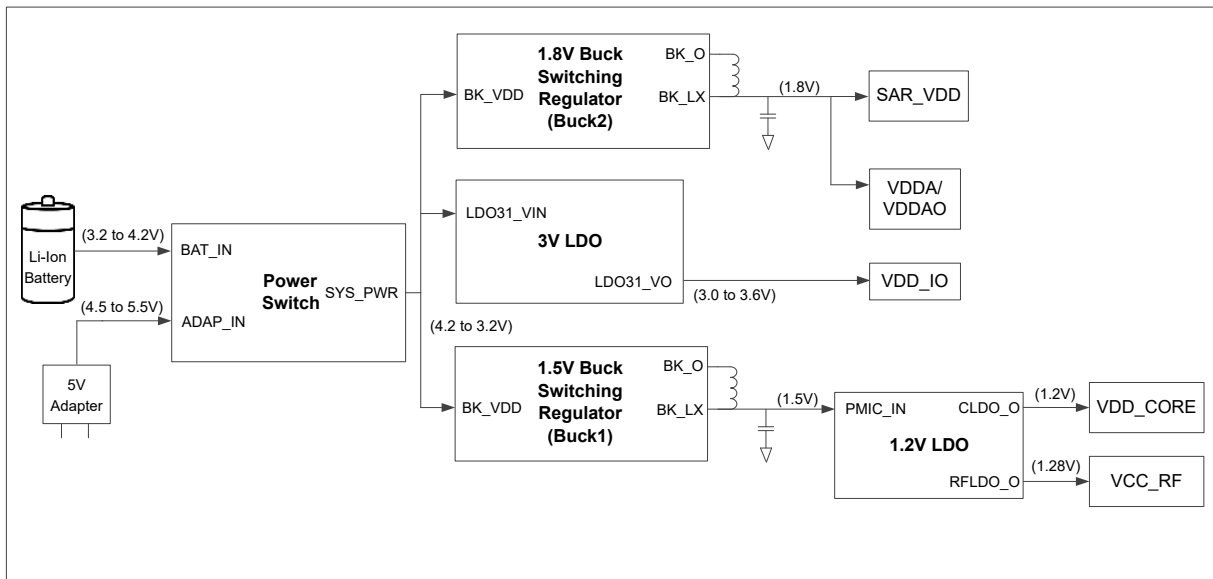 1.8V Buck
Switching
Regulator
(Buck2)
BK_VDD
BK_O
BK_LX
(1.8V)
SAR_VDD
VDDA/
VDDAO
LDO31_VIN
3V LDO
LDO31_VO
(3.0 to 3.6V)
VDD_IO
Li-Ion
Battery
(3.2 to 4.2V)
BAT_IN
Power
Switch
SYS_PWR
(4.5 to 5.5V)
ADAP_IN
5V
Adapter
(4.2 to 3.2V)
1.5V Buck
Switching
Regulator
(Buck1)
BK_VDD
BK_O
BK_LX
(1.5V)
PMIC_IN
CLDO_O
1.2V LDO
RFLDO_O
(1.2V)
VDD_CORE
(1.28V)
VCC_RF